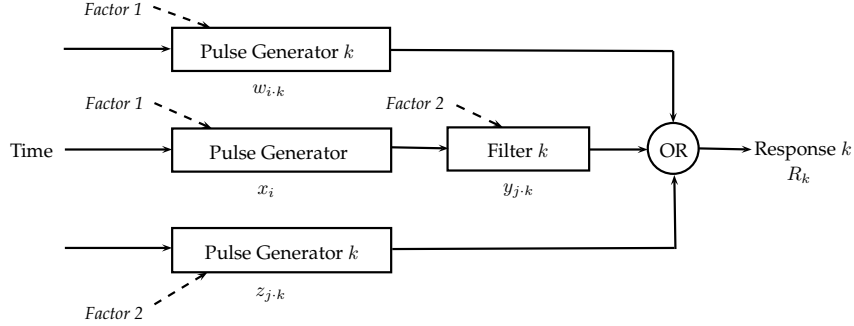 Factor 1
Pulse Generator k
w_{i·k}
Factor 1
Factor 2
Time
Pulse Generator
Filter k
OR
Response k
x_i
y_{j·k}
R_k
Pulse Generator k
z_{j·k}
Factor 2